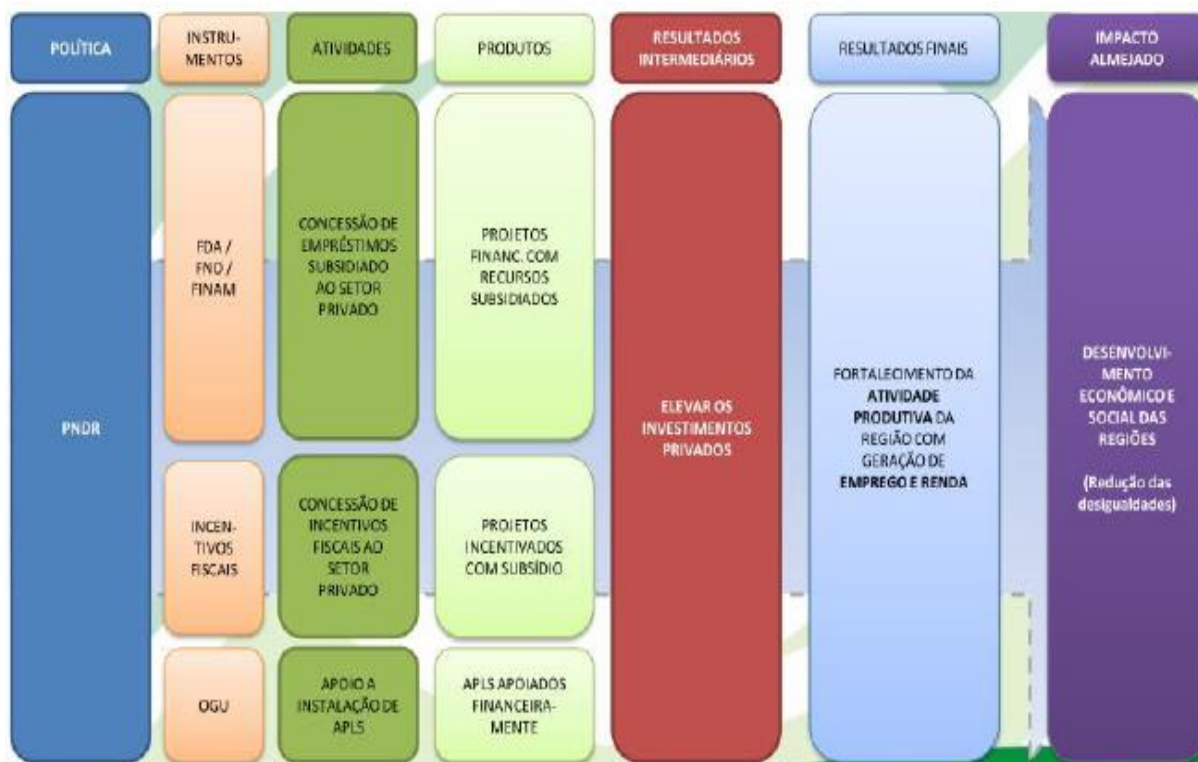 POLÍTICA
INSTRU-
MENTOS
ATIVIDADES
PRODUTOS
RESULTADOS
INTERMEDIÁRIOS
RESULTADOS FINAIS
IMPACTO
ALMEJADO
PNDR
FDA /
FNO /
FINAM
CONCESSÃO DE
EMPRÉSTIMOS
SUBSIDIADO
AO SETOR
PRIVADO
PROJETOS
FINANC. COM
RECURSOS
SUBSIDIADOS
INCEN-
TIVOS
FISCAIS
CONCESSÃO DE
INCENTIVOS
FISCAIS AO
SETOR
PRIVADO
PROJETOS
INCENTIVADOS
COM SUBSÍDIO
OGU
APOIO A
INSTALAÇÃO DE
APLS
APLS APOIADOS
FINANCEIRA-
MENTE
ELEVAR OS
INVESTIMENTOS
PRIVADOS
FORTALECIMENTO DA
ATIVIDADE
PRODUTIVA DA
REGIÃO COM
GERAÇÃO DE
EMPREGO E RENDA
DESENVOLVI-
MENTO
ECONÔMICO E
SOCIAL DAS
REGIÕES
(Redução das
desigualdades)